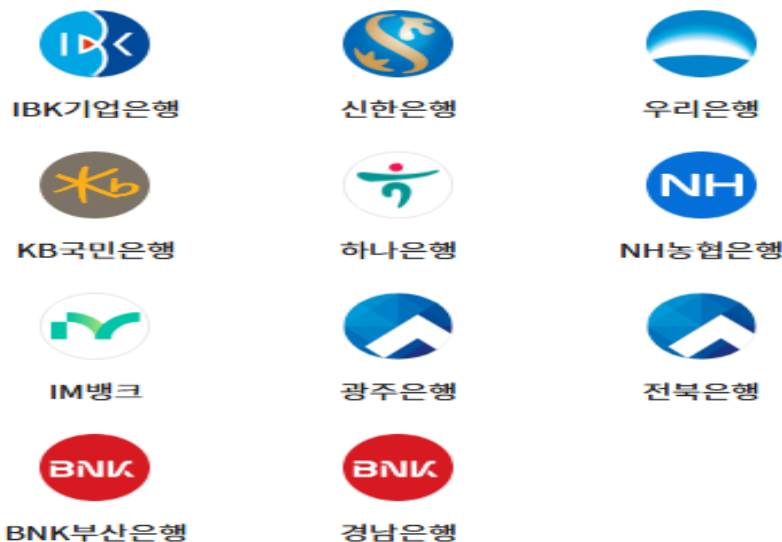 IBK
IBK기업은행
신한은행
우리은행
Kb
KB국민은행
하나은행
NH
NH농협은행
IM뱅크
광주은행
전북은행
BNK
BNK부산은행
BNK
경남은행